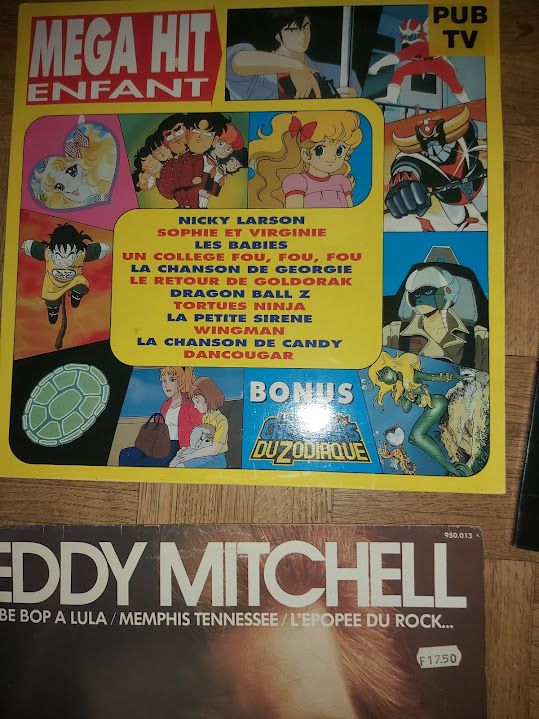 MEGA HIT
ENFANT
PUB
TV
NICKY LARSON
SOPHIE ET VIRGINIE
LES BABIES
UN COLLEGE FOU, FOU, FOU
LA CHANSON DE GEORGIE
LE RETOUR DE GOLDORAK
DRAGON BALL Z
TORTUES NINJA
LA PETITE SIRENE
WINGMAN
LA CHANSON DE CANDY
DANCOUGAR
BONUS
DU ZODIAQUE
950.013
EDDY MITCHELL
BE BOP A LULA / MEMPHIS TENNESSEE / L'EPOPEE DU ROCK...
F17.50